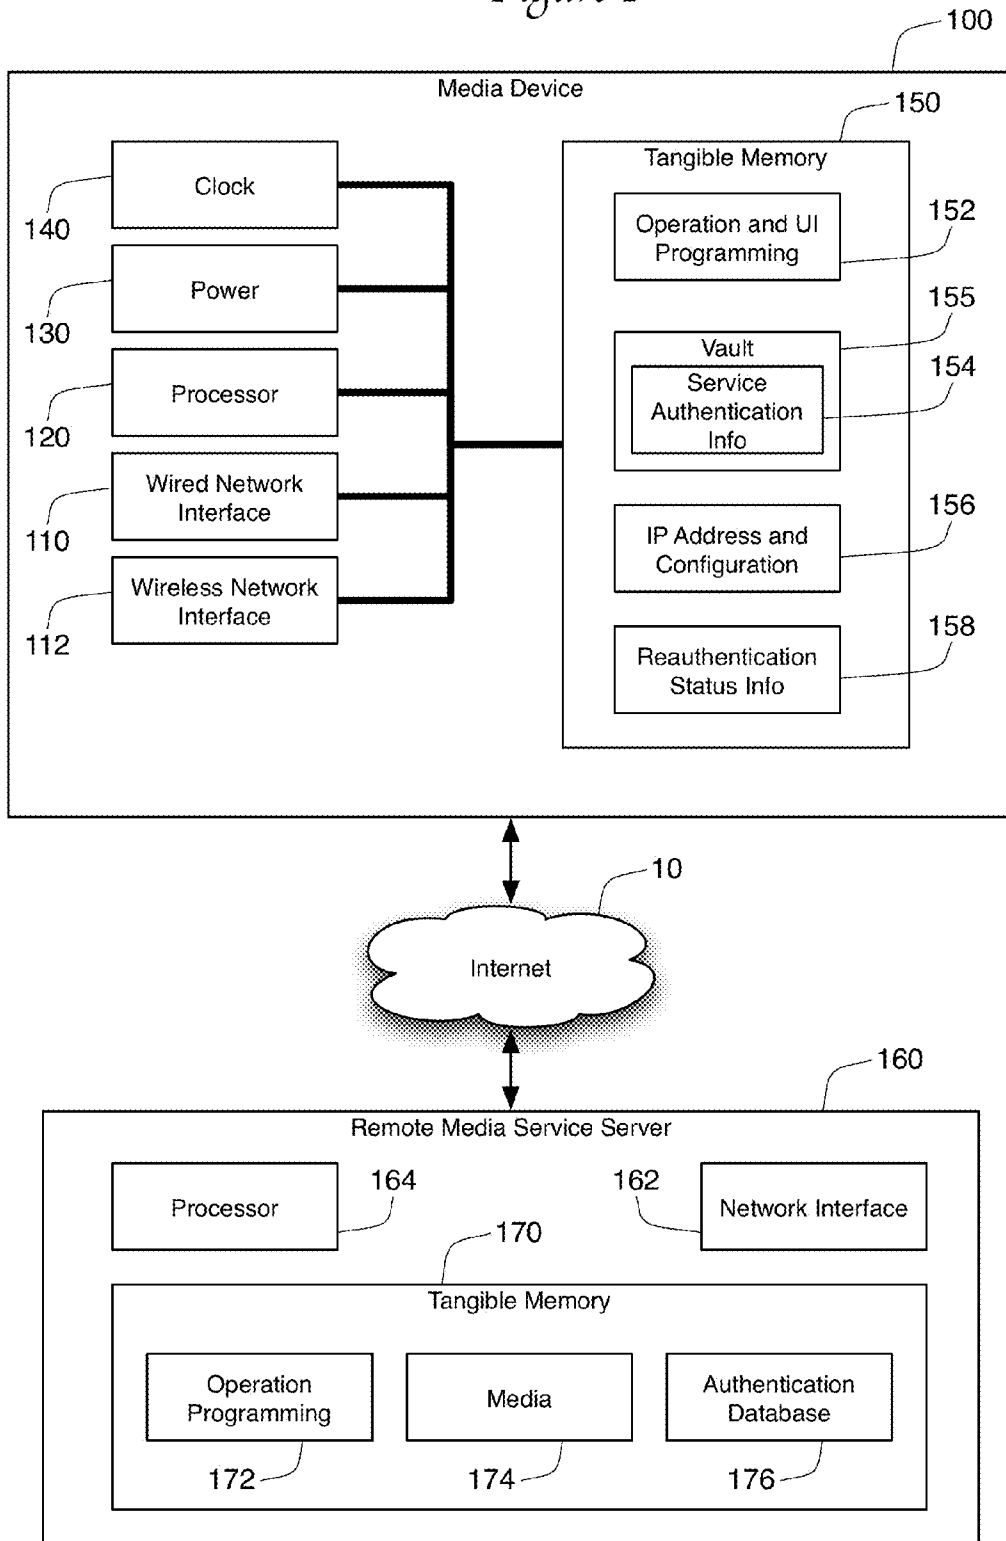 Figure 1
100
Media Device
150
Tangible Memory
Clock
140
Operation and UI
Programming
152
Power
130
155
Vault
154
Service
Authentication
Info
Processor
120
Wired Network
Interface
110
156
IP Address and
Configuration
Wireless Network
Interface
112
158
Reauthentication
Status Info
10
Internet
160
Remote Media Service Server
Processor
164
162
Network Interface
170
Tangible Memory
Operation
Programming
Media
Authentication
Database
172
174
176